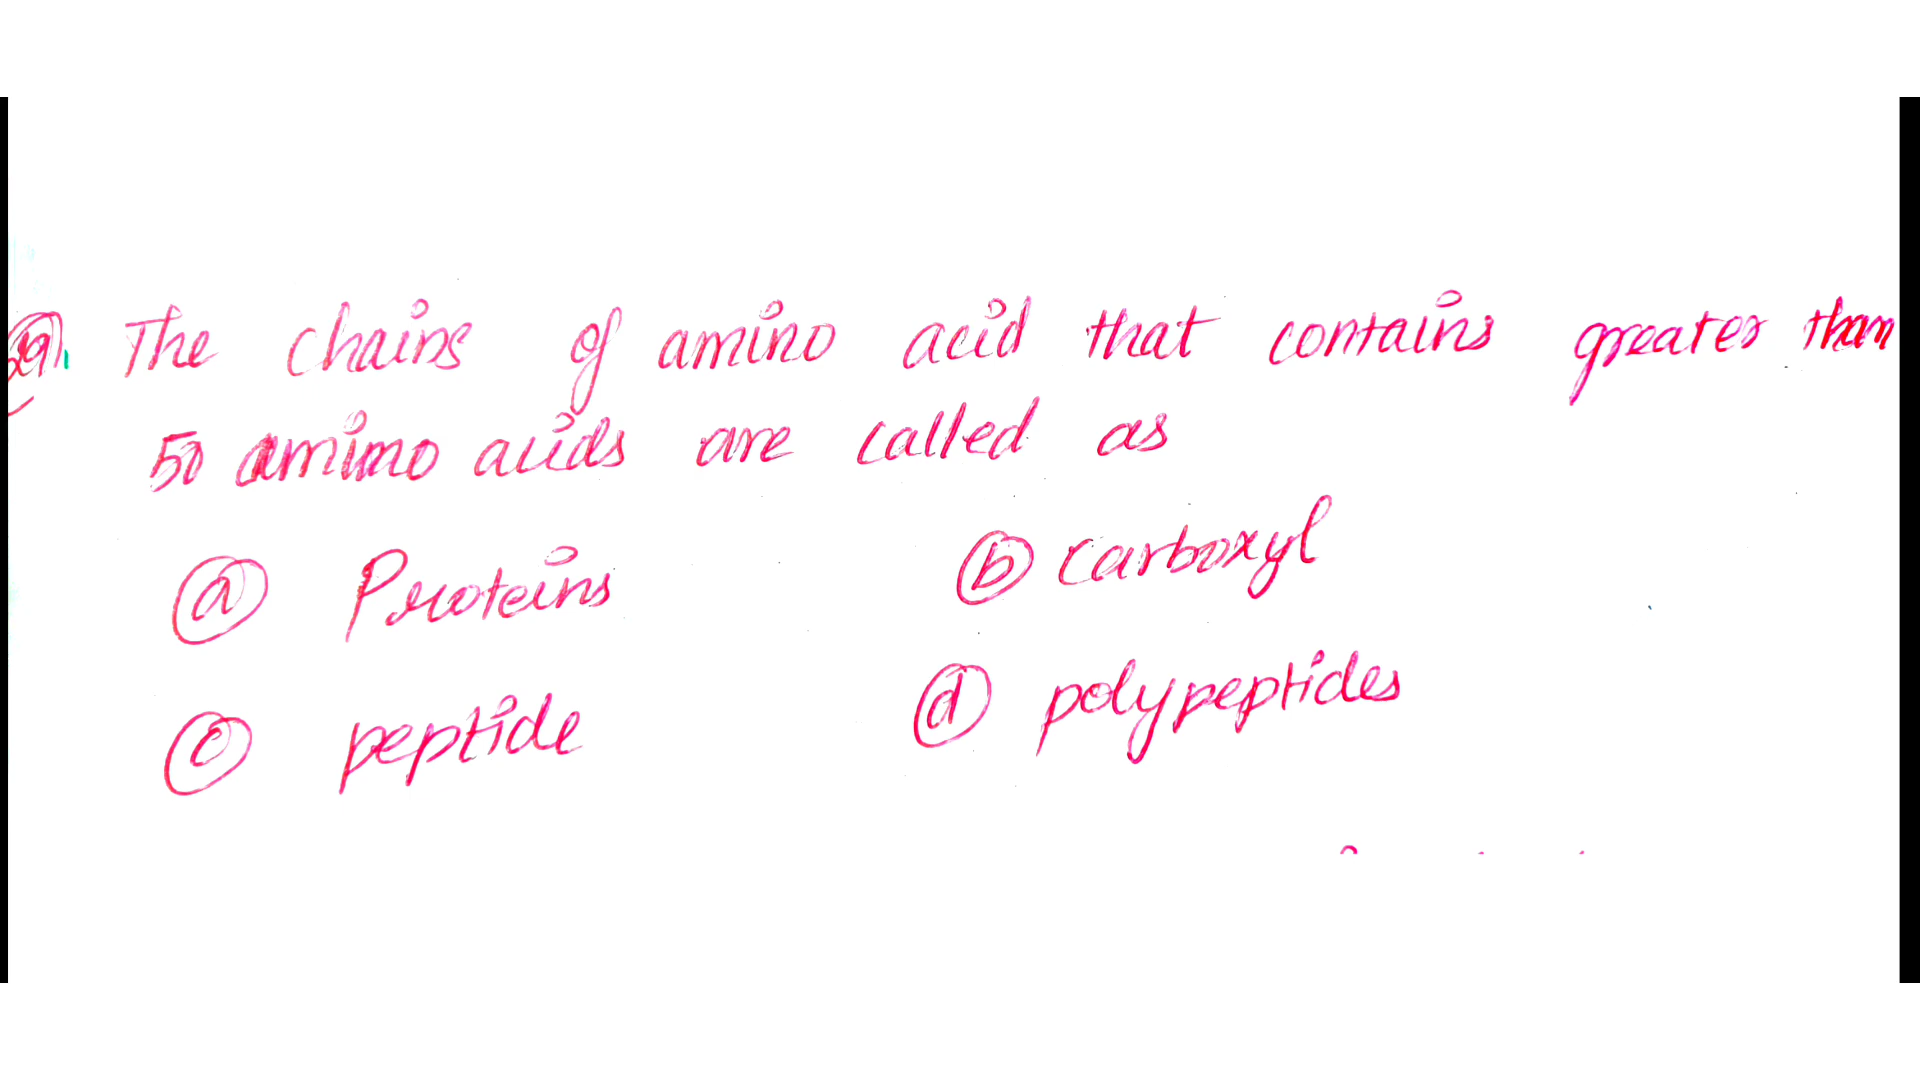 29. The chains of amino acid that contains greater than
50 amino acids are called as
a Proteins b carboxyl
c peptide d polypeptides